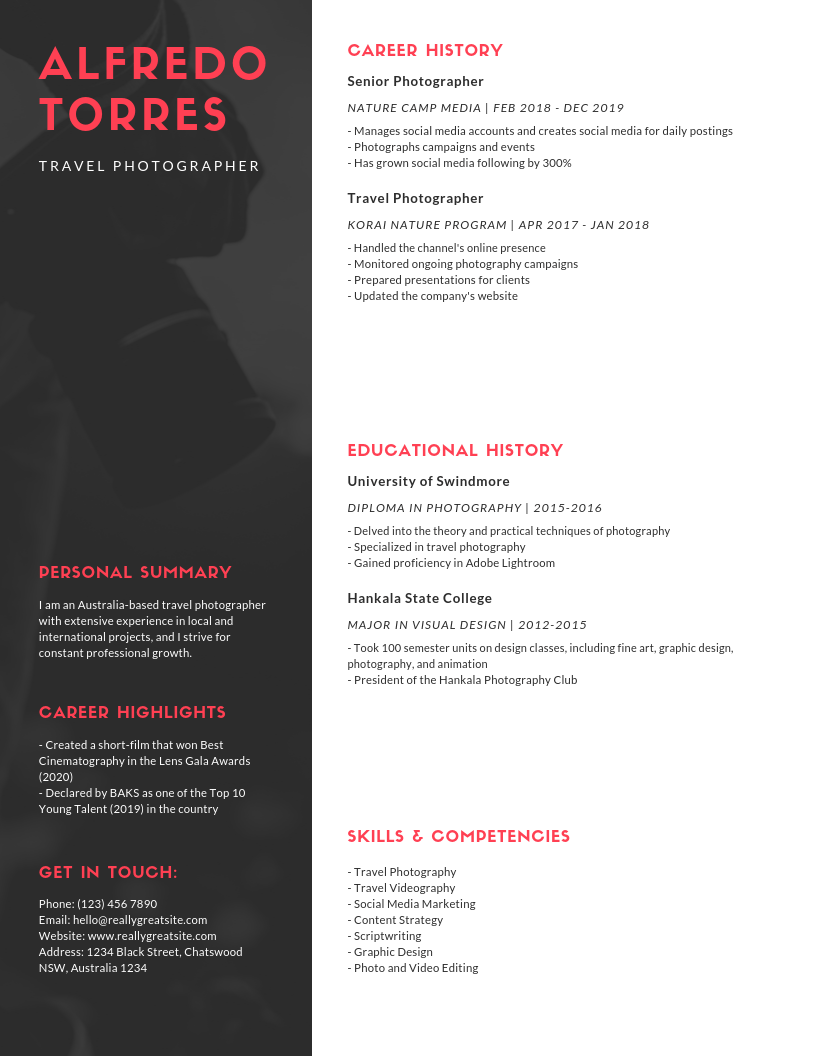 ALFREDO
TORRES
TRAVEL PHOTOGRAPHER
PERSONAL SUMMARY
I am an Australia-based travel photographer
with extensive experience in local and
international projects, and I strive for
constant professional growth.
CAREER HIGHLIGHTS
- Created a short-film that won Best
Cinematography in the Lens Gala Awards
(2020)
- Declared by BAKS as one of the Top 10
Young Talent (2019) in the country
GET IN TOUCH:
Phone: (123) 456 7890
Email: hello@reallygreatsite.com
Website: www.reallygreatsite.com
Address: 1234 Black Street, Chatswood
NSW, Australia 1234
CAREER HISTORY
Senior Photographer
NATURE CAMP MEDIA | FEB 2018 - DEC 2019
- Manages social media accounts and creates social media for daily postings
- Photographs campaigns and events
- Has grown social media following by 300%
Travel Photographer
KORAI NATURE PROGRAM | APR 2017 - JAN 2018
- Handled the channel's online presence
- Monitored ongoing photography campaigns
- Prepared presentations for clients
- Updated the company's website
EDUCATIONAL HISTORY
University of Swindmore
DIPLOMA IN PHOTOGRAPHY | 2015-2016
- Delved into the theory and practical techniques of photography
- Specialized in travel photography
- Gained proficiency in Adobe Lightroom
Hankala State College
MAJOR IN VISUAL DESIGN | 2012-2015
- Took 100 semester units on design classes, including fine art, graphic design,
photography, and animation
- President of the Hankala Photography Club
SKILLS & COMPETENCIES
- Travel Photography
- Travel Videography
- Social Media Marketing
- Content Strategy
- Scriptwriting
- Graphic Design
- Photo and Video Editing